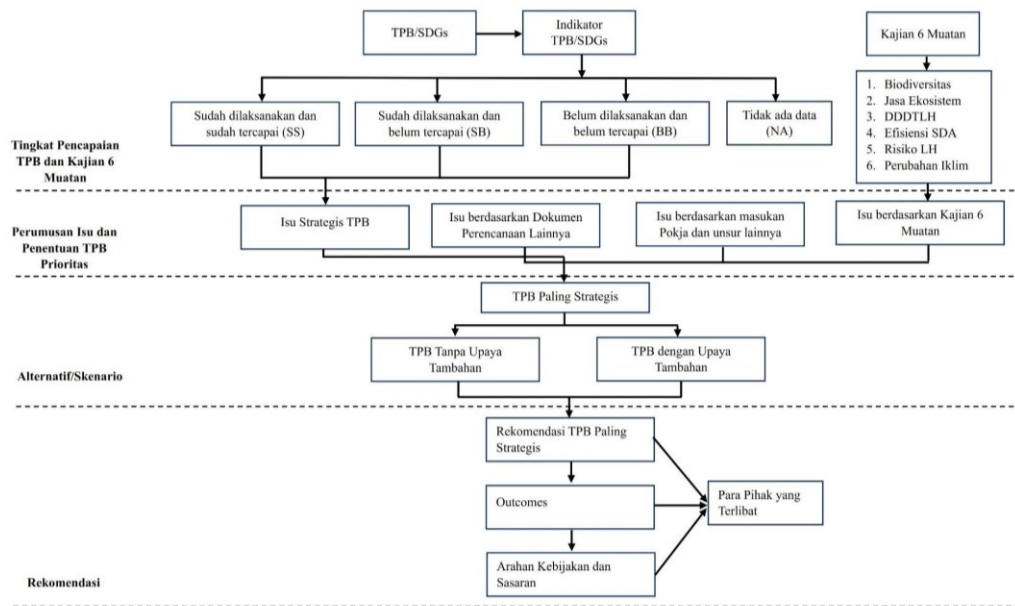 TPB/SDGs
Indikator
TPB/SDGs
Kajian 6 Muatan
Sudah dilaksanakan dan
sudah tercapai (SS)
Sudah dilaksanakan dan
belum tercapai (SB)
Belum dilaksanakan dan
belum tercapai (BB)
Tidak ada data
(NA)
1. Biodiversitas
2. Jasa Ekosistem
3. DDDTLH
4. Efisiensi SDA
5. Risiko LH
6. Perubahan Iklim
Tingkat Pencapaian
TPB dan Kajian 6
Muatan
Isu Strategis TPB
Isu berdasarkan Dokumen
Perencanaan Lainnya
Isu berdasarkan masukan
Pokja dan unsur lainnya
Isu berdasarkan Kajian 6
Muatan
Perumusan Isu dan
Penentuan TPB
Prioritas
TPB Paling Strategis
TPB Tanpa Upaya
Tambahan
TPB dengan Upaya
Tambahan
Alternatif/Skenario
Rekomendasi TPB Paling
Strategis
Outcomes
Para Pihak yang
Terlibat
Arahan Kebijakan dan
Sasaran
Rekomendasi